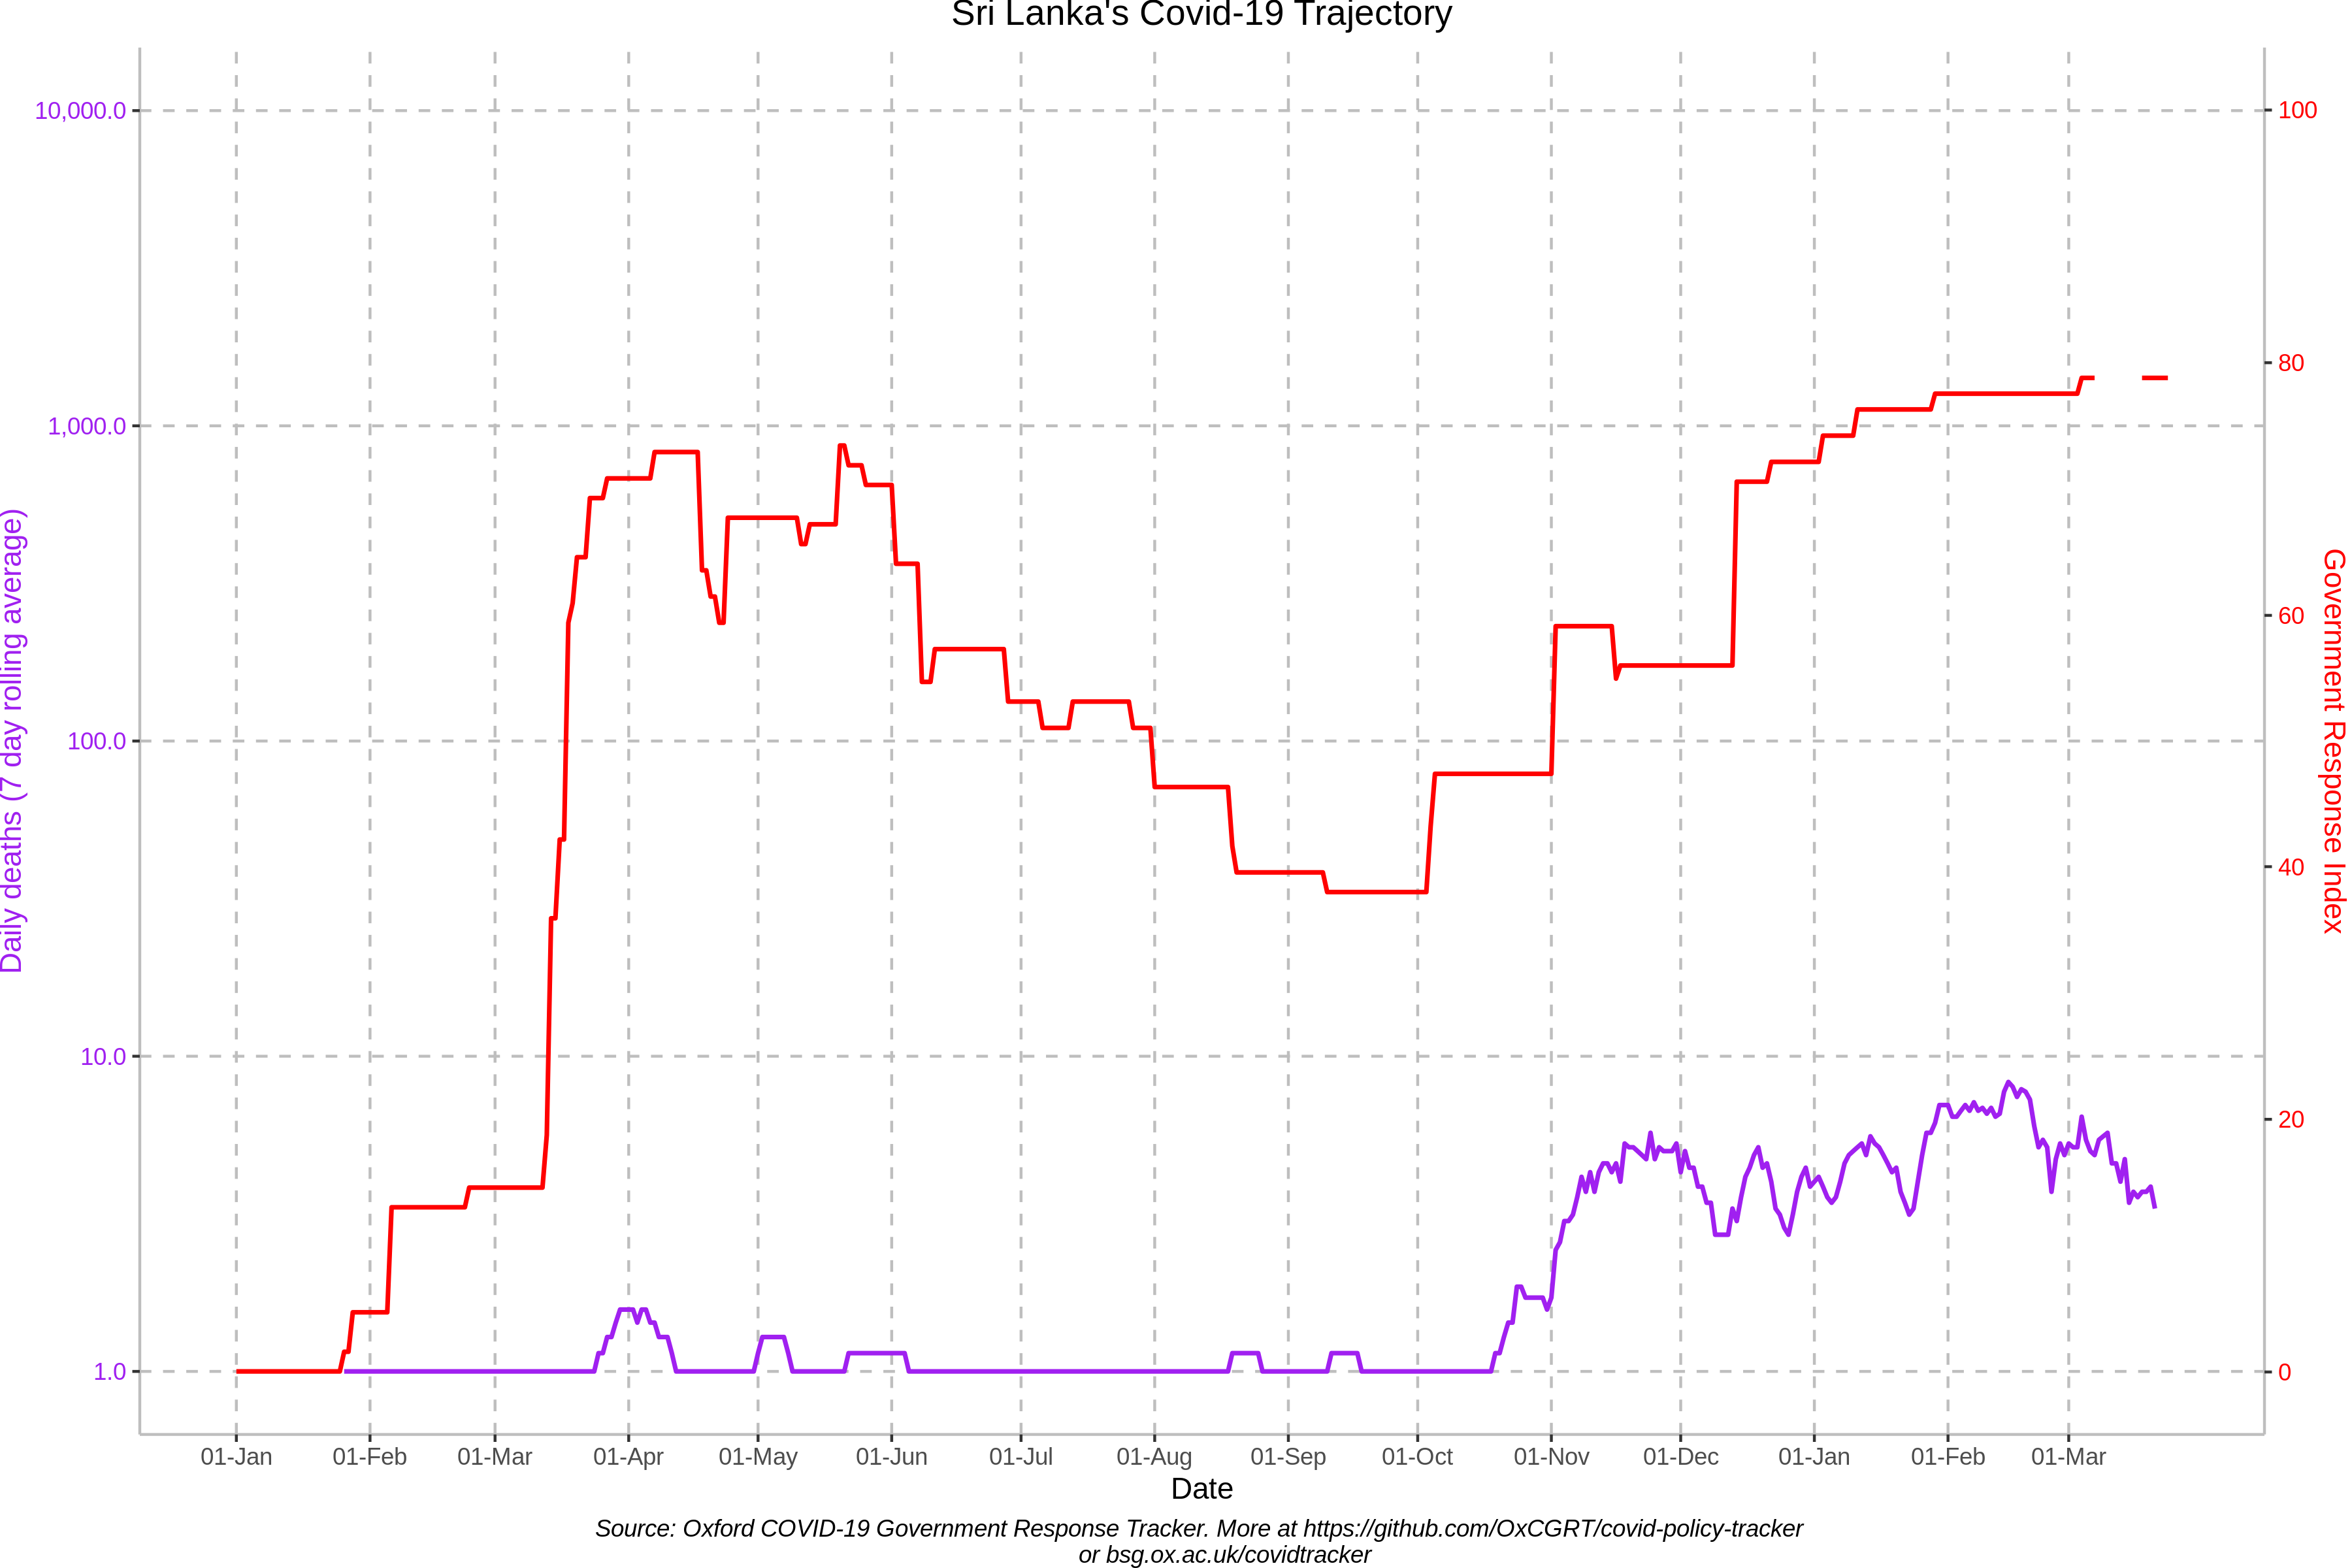 Sri Lanka's Covid-19 Trajectory
10,000.0
1,000.0
100.0
10.0
1.0
Daily deaths (7 day rolling average)
100
80
60
40
20
0
Government Response Index
01-Jan
01-Feb
01-Mar
01-Apr
01-May
01-Jun
01-Jul
01-Aug
01-Sep
01-Oct
01-Nov
01-Dec
01-Jan
01-Feb
01-Mar
Date
Source: Oxford COVID-19 Government Response Tracker. More at https://github.com/OxCGRT/covid-policy-tracker
or bsg.ox.ac.uk/covidtracker